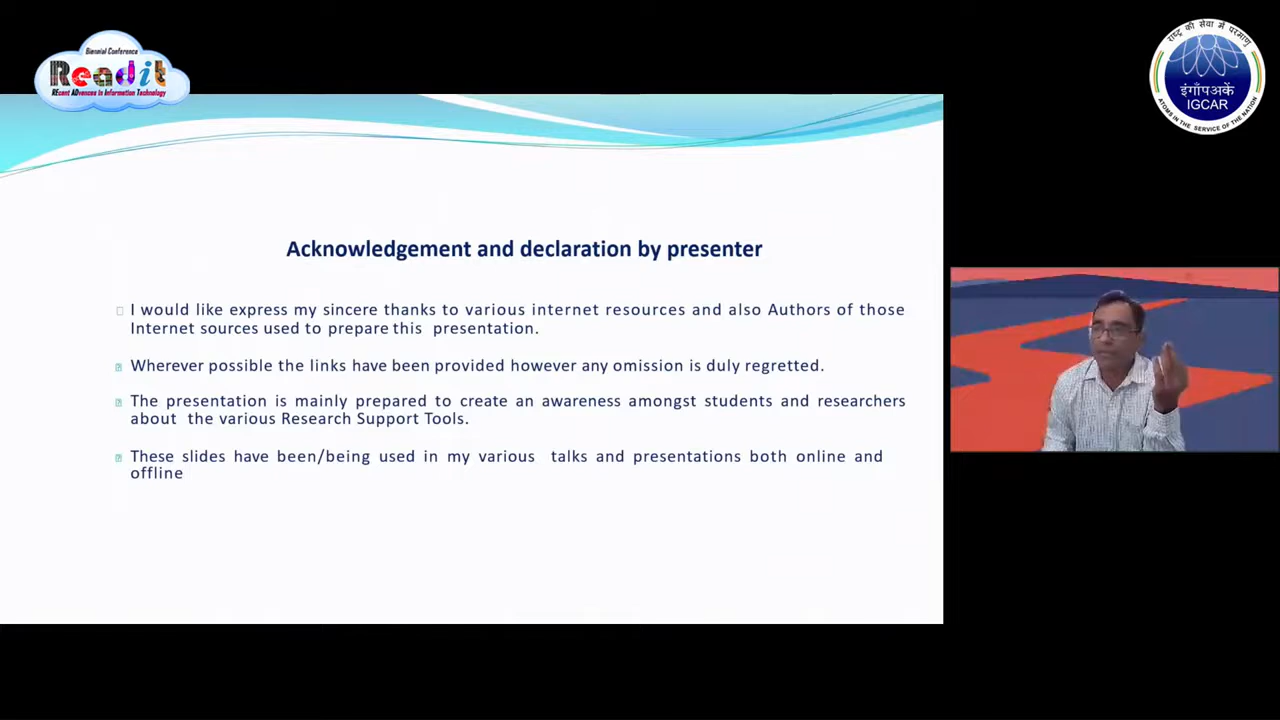 Biennial Conference
Readit
REcent ADvances in Information Technology
राष्ट्र की सेवा में परमाणु
इंगाँपअकें
IGCAR
ATOMS IN THE SERVICE OF THE NATION
Acknowledgement and declaration by presenter
I would like express my sincere thanks to various internet resources and also Authors of those
Internet sources used to prepare this presentation.
Wherever possible the links have been provided however any omission is duly regretted.
The presentation is mainly prepared to create an awareness amongst students and researchers
about the various Research Support Tools.
These slides have been/being used in my various talks and presentations both online and
offline